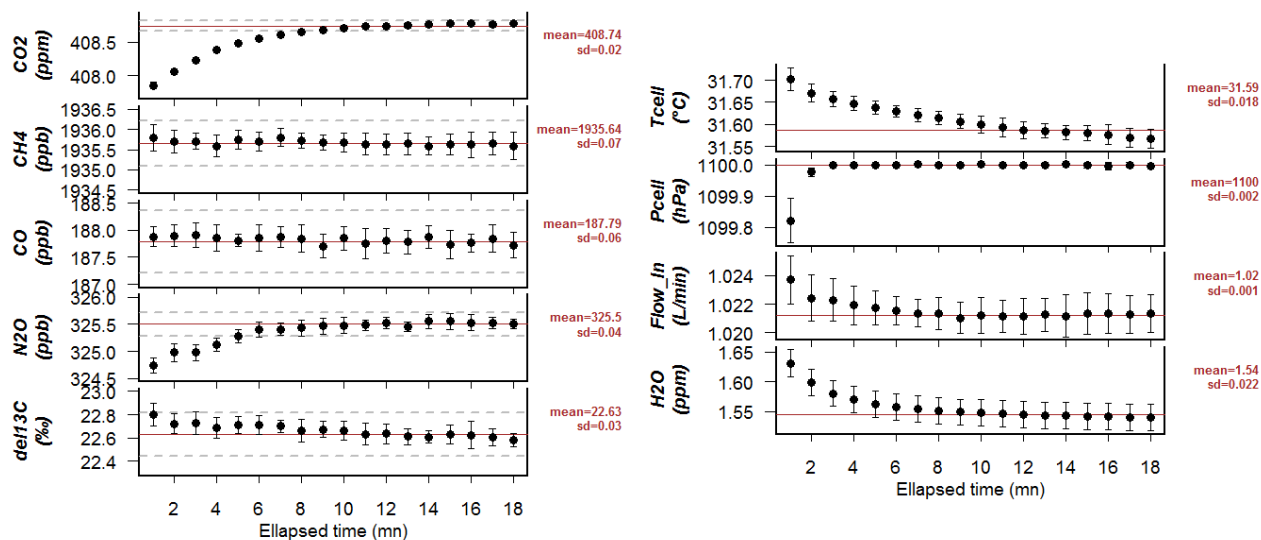 CO2
(ppm)
408.5
408.0
mean=408.74
sd=0.02
CH4
(ppb)
1936.5
1936.0
1935.5
1935.0
1934.5
mean=1935.64
sd=0.07
CO
(ppb)
188.5
188.0
187.5
187.0
mean=187.79
sd=0.06
N2O
(ppb)
326.0
325.5
325.0
324.5
mean=325.5
sd=0.04
del13C
(‰)
23.0
22.8
22.6
22.4
mean=22.63
sd=0.03
2 4 6 8 10 12 14 16 18
Ellapsed time (mn)
Tcell
(°C)
31.70
31.65
31.60
31.55
mean=31.59
sd=0.018
Pcell
(hPa)
1100.0
1099.9
1099.8
mean=1100
sd=0.002
Flow_In
(L/min)
1.024
1.022
1.020
mean=1.02
sd=0.001
H2O
(ppm)
1.65
1.60
1.55
mean=1.54
sd=0.022
2 4 6 8 10 12 14 16 18
Ellapsed time (mn)